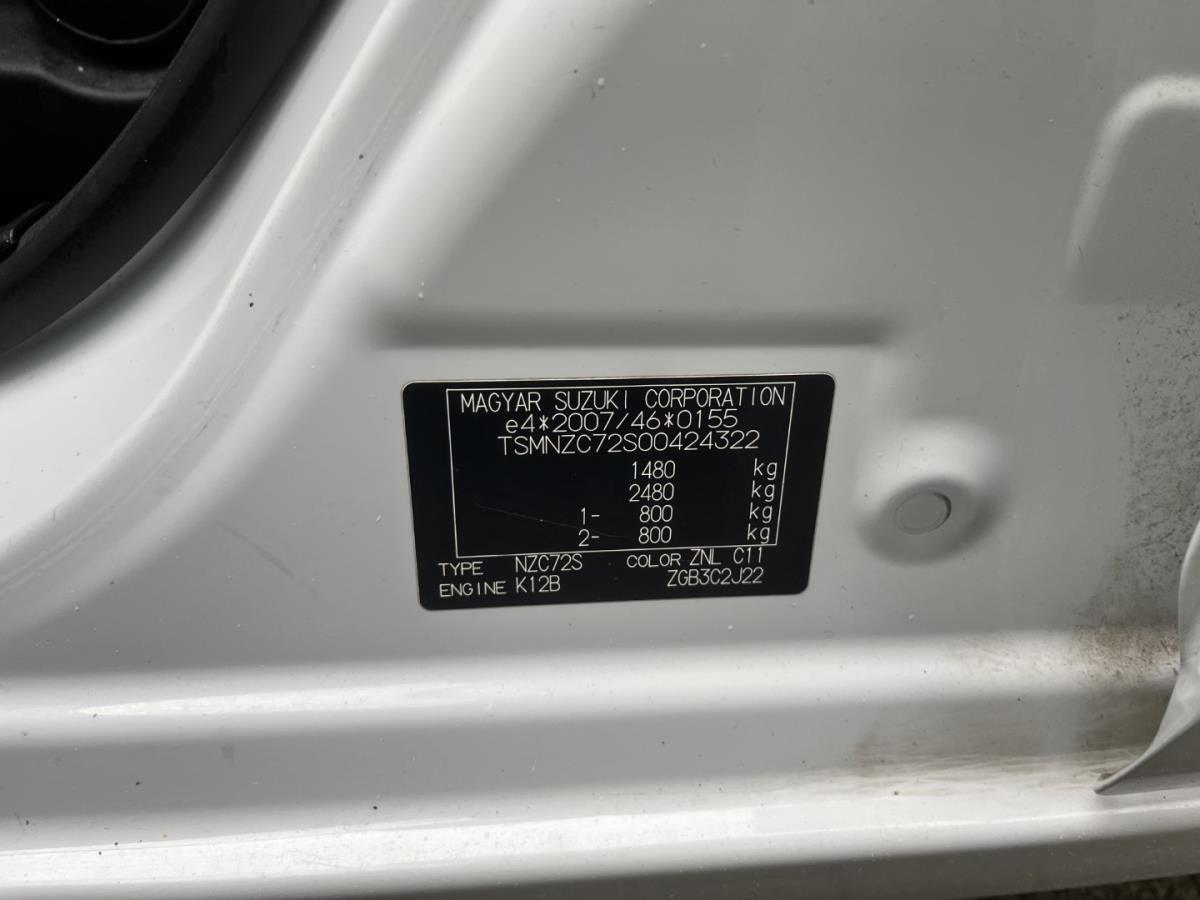 MAGYAR SUZUKI CORPORATION
e4*2007/46*0155
TSMNZC72S00424322
1480 kg
2480 kg
1- 800 kg
2- 800 kg
TYPE NZC72S COLOR ZNL C11
ENGINE K12B ZGB3C2J22